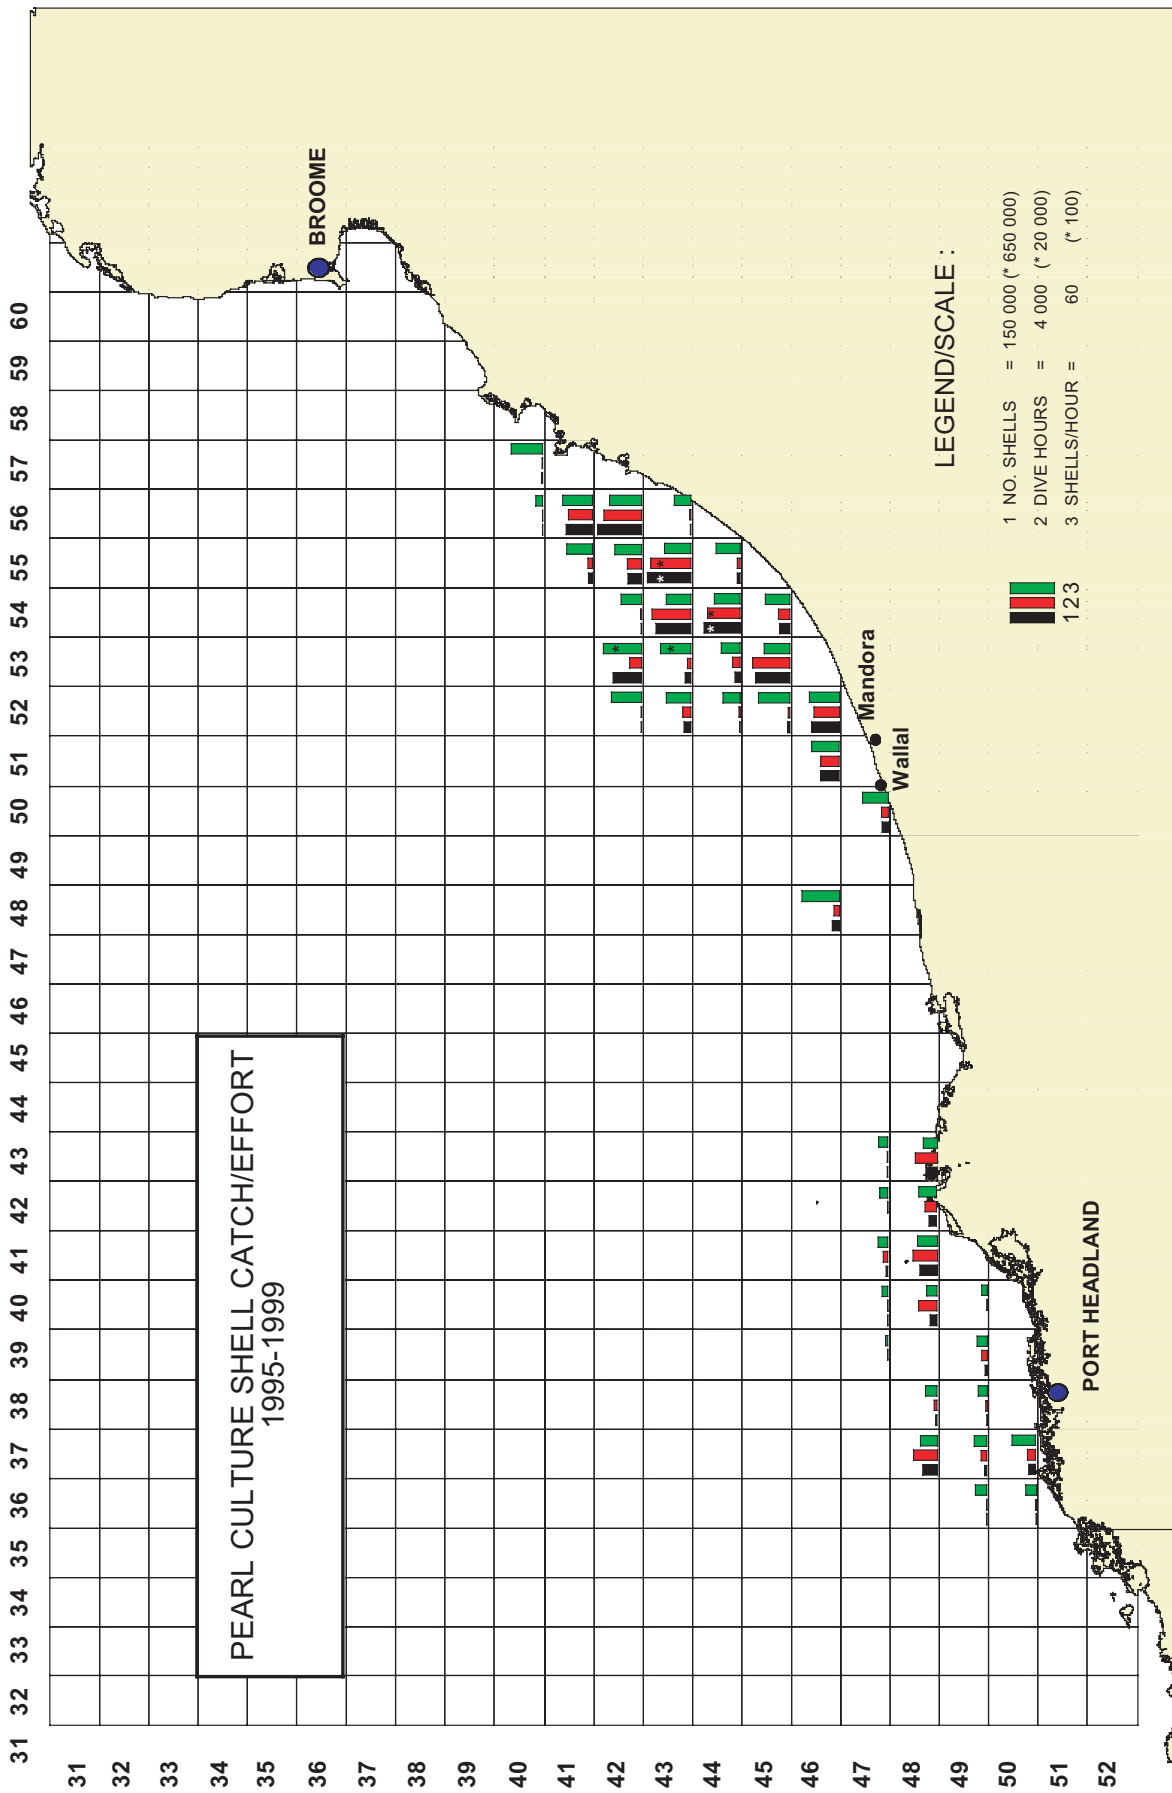 PEARL CULTURE SHELL CATCH/EFFORT
1995-1999
31 32 33 34 35 36 37 38 39 40 41 42 43 44 45 46 47 48 49 50 51 52 53 54 55 56 57 58 59 60
31
32
33
34
35
36
37
38
39
40
41
42
43
44
45
46
47
48
49
50
51
52
BROOME
* *
* *
* *
Mandora
Wallal
PORT HEADLAND
LEGEND/SCALE :
1 2 3
1 NO. SHELLS = 150 000 (* 650 000)
2 DIVE HOURS = 4 000 (* 20 000)
3 SHELLS/HOUR = 60 (* 100)